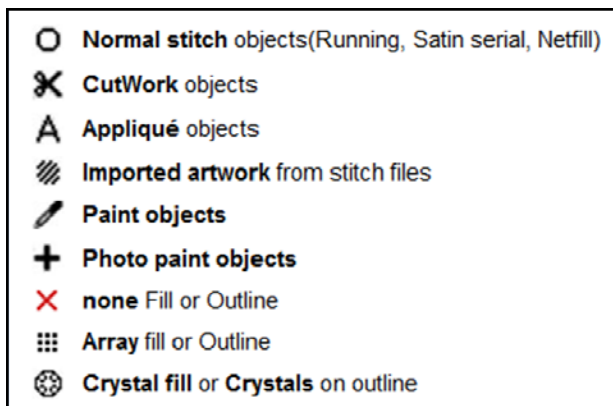 Normal stitch objects(Running, Satin serial, Netfill)
CutWork objects
Appliqué objects
Imported artwork from stitch files
Paint objects
Photo paint objects
none Fill or Outline
Array fill or Outline
Crystal fill or Crystals on outline